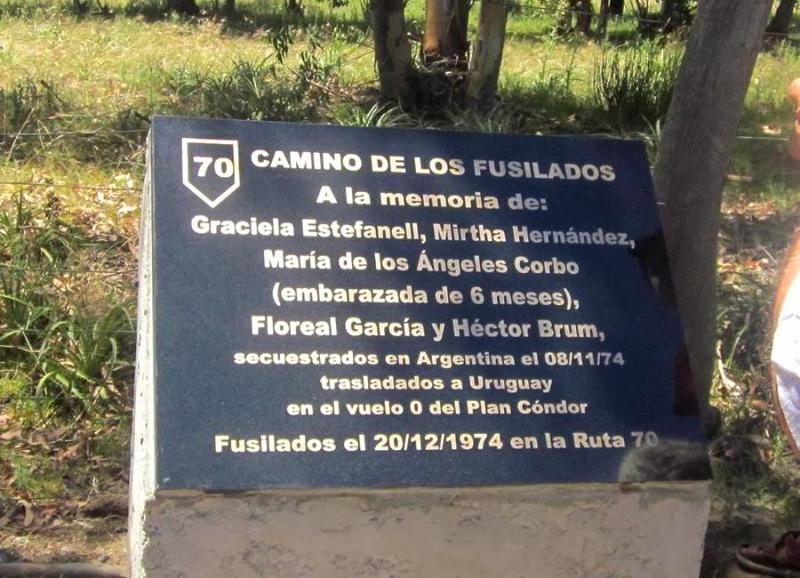 70 CAMINO DE LOS FUSILADOS
A la memoria de:
Graciela Estefanell, Mirtha Hernández,
María de los Ángeles Corbo
(embarazada de 6 meses),
Floreal García y Héctor Brum,
secuestrados en Argentina el 08/11/74
trasladados a Uruguay
en el vuelo 0 del Plan Cóndor
Fusilados el 20/12/1974 en la Ruta 70